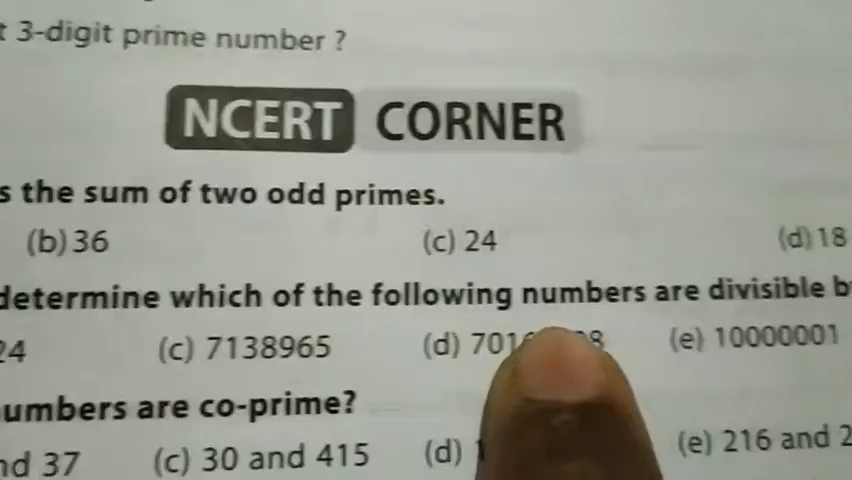 t 3-digit prime number ?
NCERT CORNER
s the sum of two odd primes.
(b) 36 (c) 24 (d) 18
determine which of the following numbers are divisible b
24 (c) 7138965 (d) (e) 10000001
umbers are co-prime?
nd 37 (c) 30 and 415 (d) (e) 216 and 2